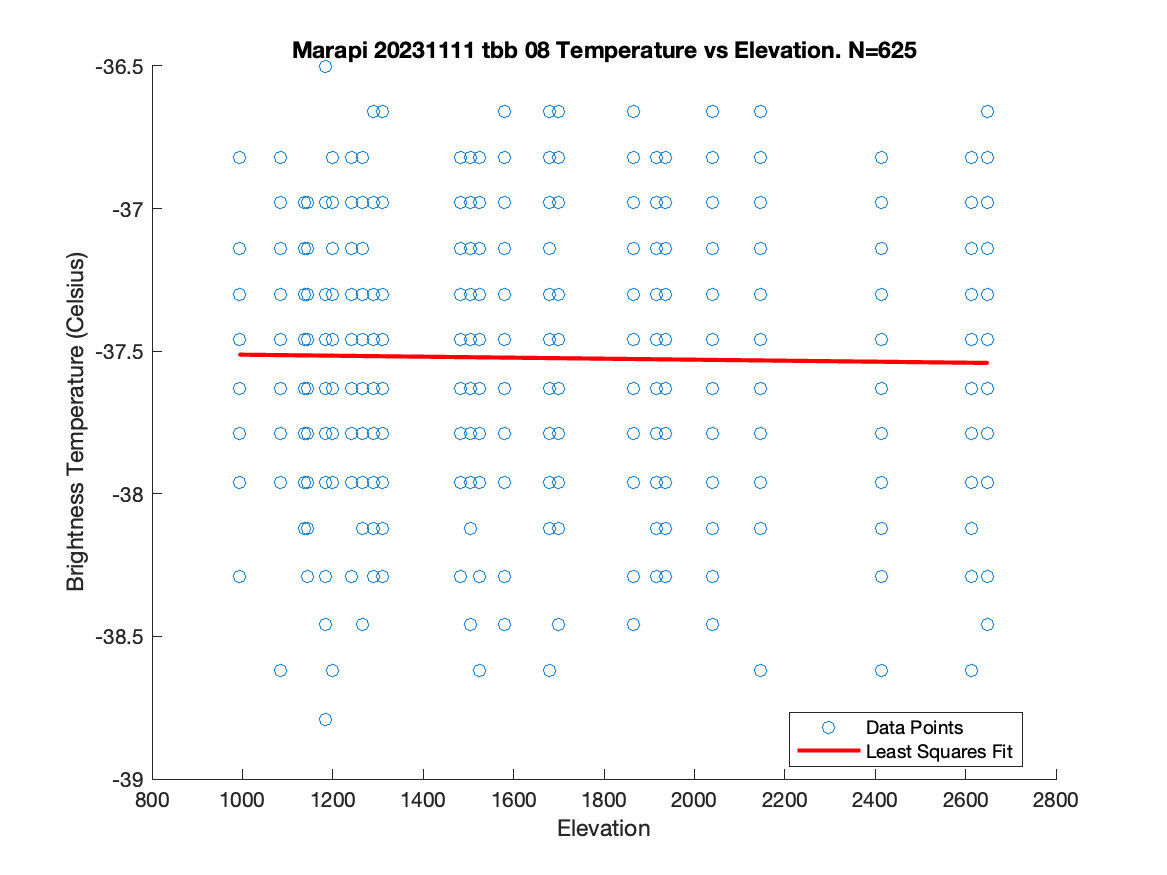 Marapi 20231111 tbb 08 Temperature vs Elevation. N=625
-36.5
-37
-37.5
-38
-38.5
-39
Brightness Temperature (Celsius)
Data Points
Least Squares Fit
800 1000 1200 1400 1600 1800 2000 2200 2400 2600 2800
Elevation